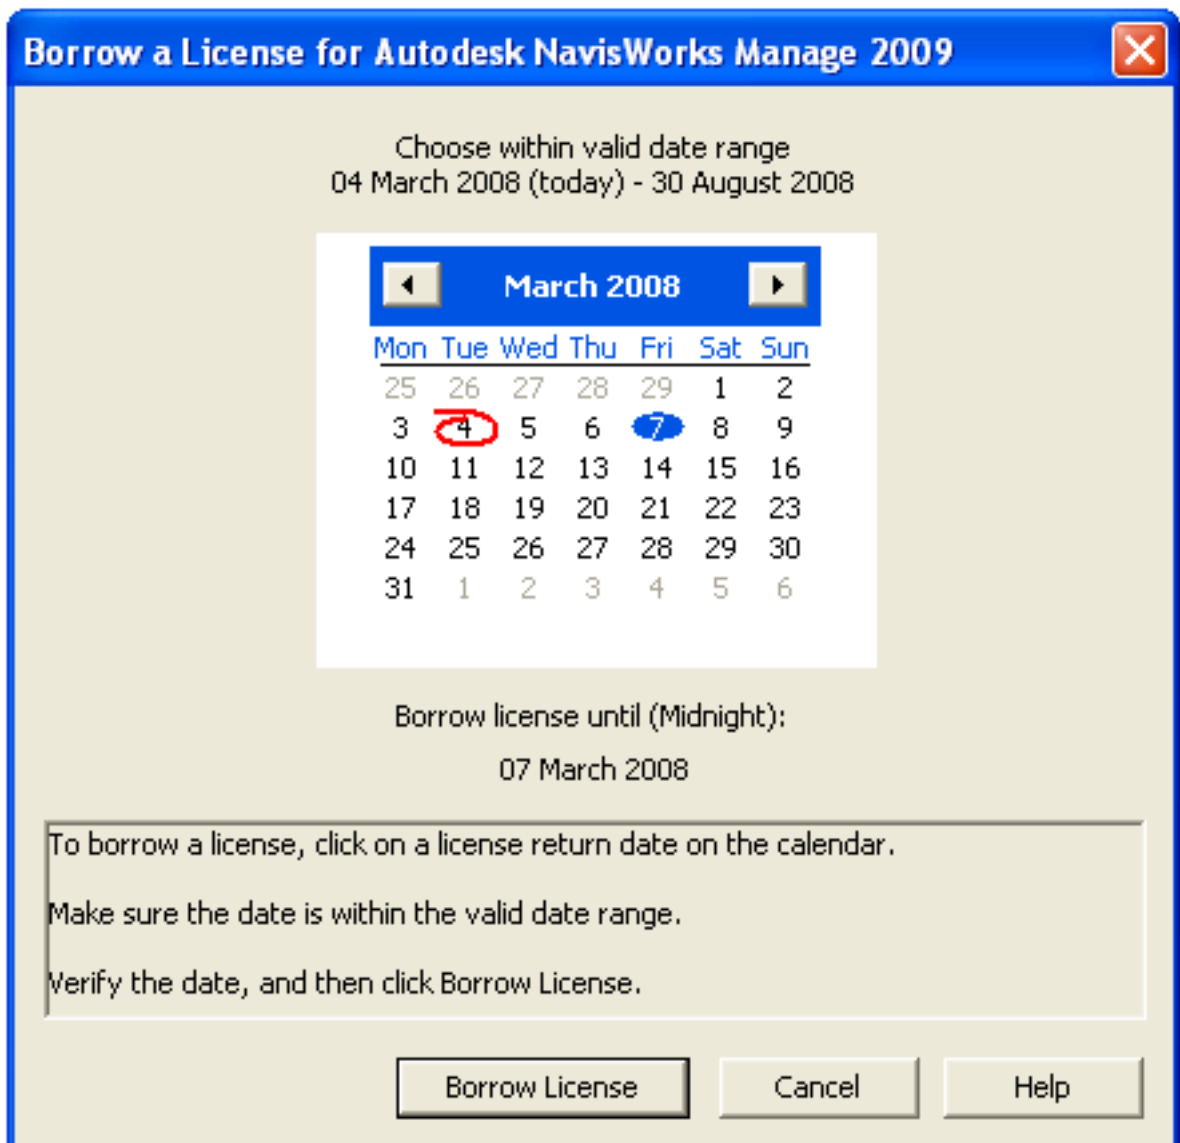 Borrow a License for Autodesk NavisWorks Manage 2009
Choose within valid date range
04 March 2008 (today) - 30 August 2008
March 2008
Mon Tue Wed Thu Fri Sat Sun
25 26 27 28 29 1 2
3 4 5 6 7 8 9
10 11 12 13 14 15 16
17 18 19 20 21 22 23
24 25 26 27 28 29 30
31 1 2 3 4 5 6
Borrow license until (Midnight):
07 March 2008
To borrow a license, click on a license return date on the calendar.
Make sure the date is within the valid date range.
Verify the date, and then click Borrow License.
Borrow License Cancel Help